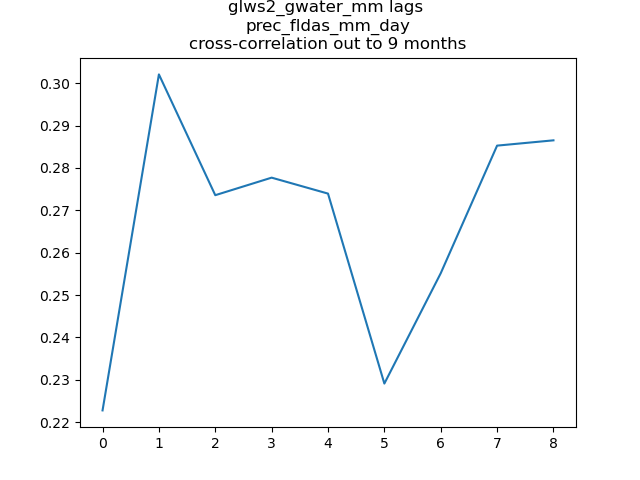 glws2_gwater_mm lags
prec_fldas_mm_day
cross-correlation out to 9 months
0.30
0.29
0.28
0.27
0.26
0.25
0.24
0.23
0.22
0 1 2 3 4 5 6 7 8